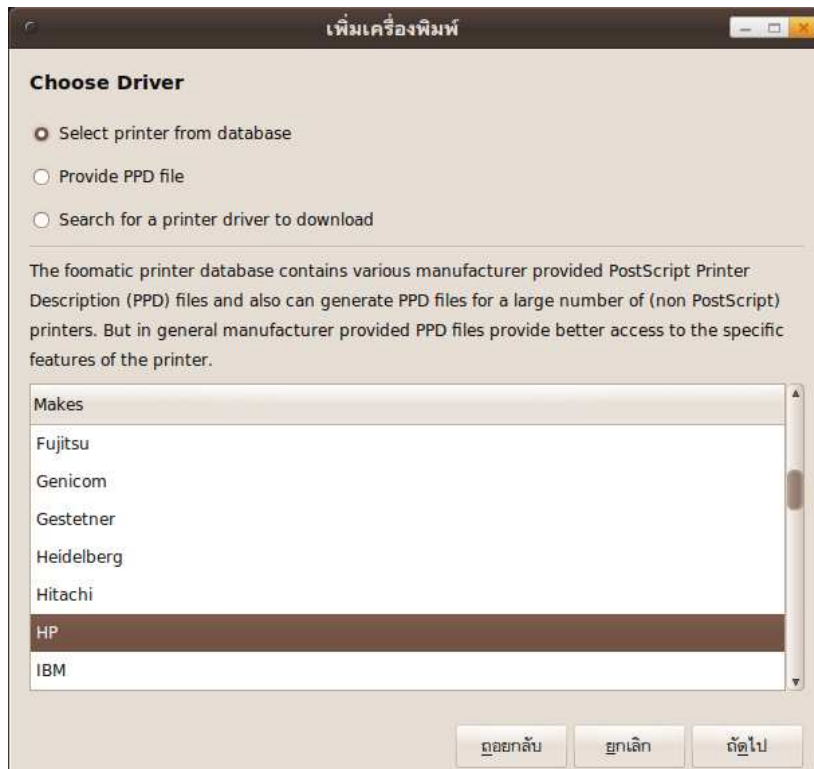 เพิ่มเครื่องพิมพ์
Choose Driver
Select printer from database
Provide PPD file
Search for a printer driver to download
The foomatic printer database contains various manufacturer provided PostScript Printer
Description (PPD) files and also can generate PPD files for a large number of (non PostScript)
printers. But in general manufacturer provided PPD files provide better access to the specific
features of the printer.
Makes
Fujitsu
Genicom
Gestetner
Heidelberg
Hitachi
HP
IBM
ถอยกลับ ยกเลิก ถัดไป